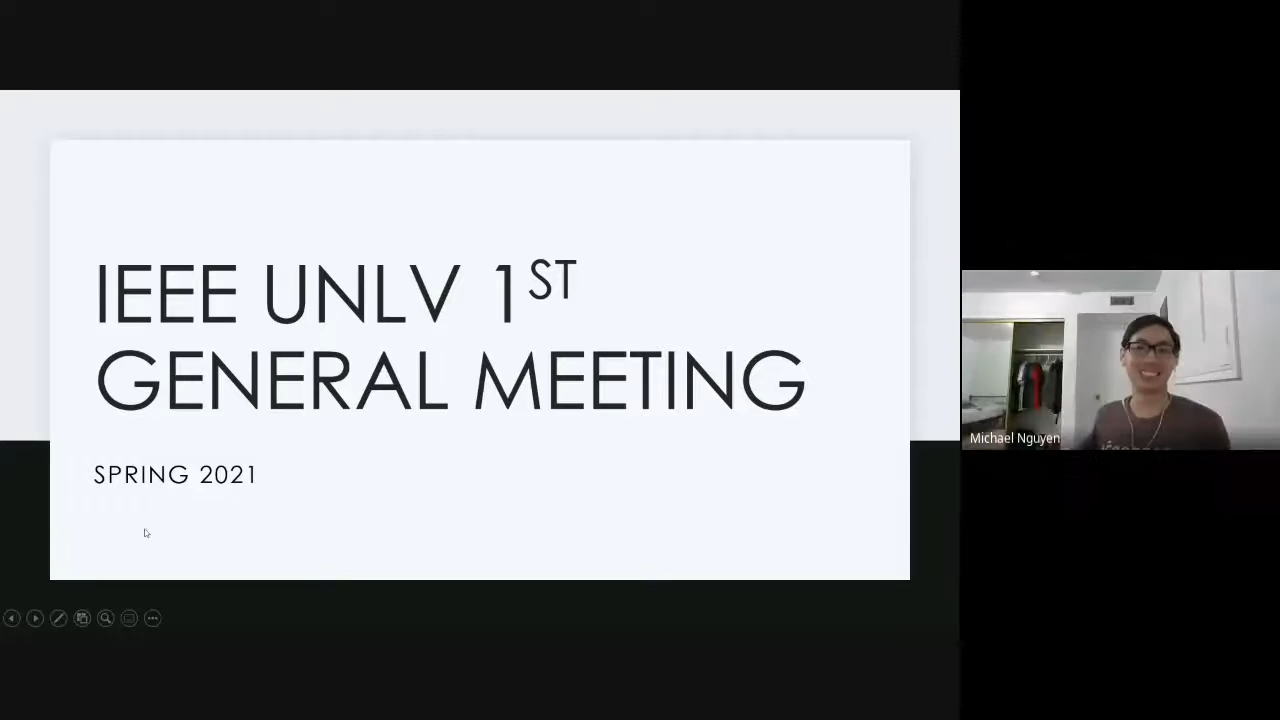 IEEE UNLV 1ST
GENERAL MEETING
SPRING 2021
Michael Nguyen